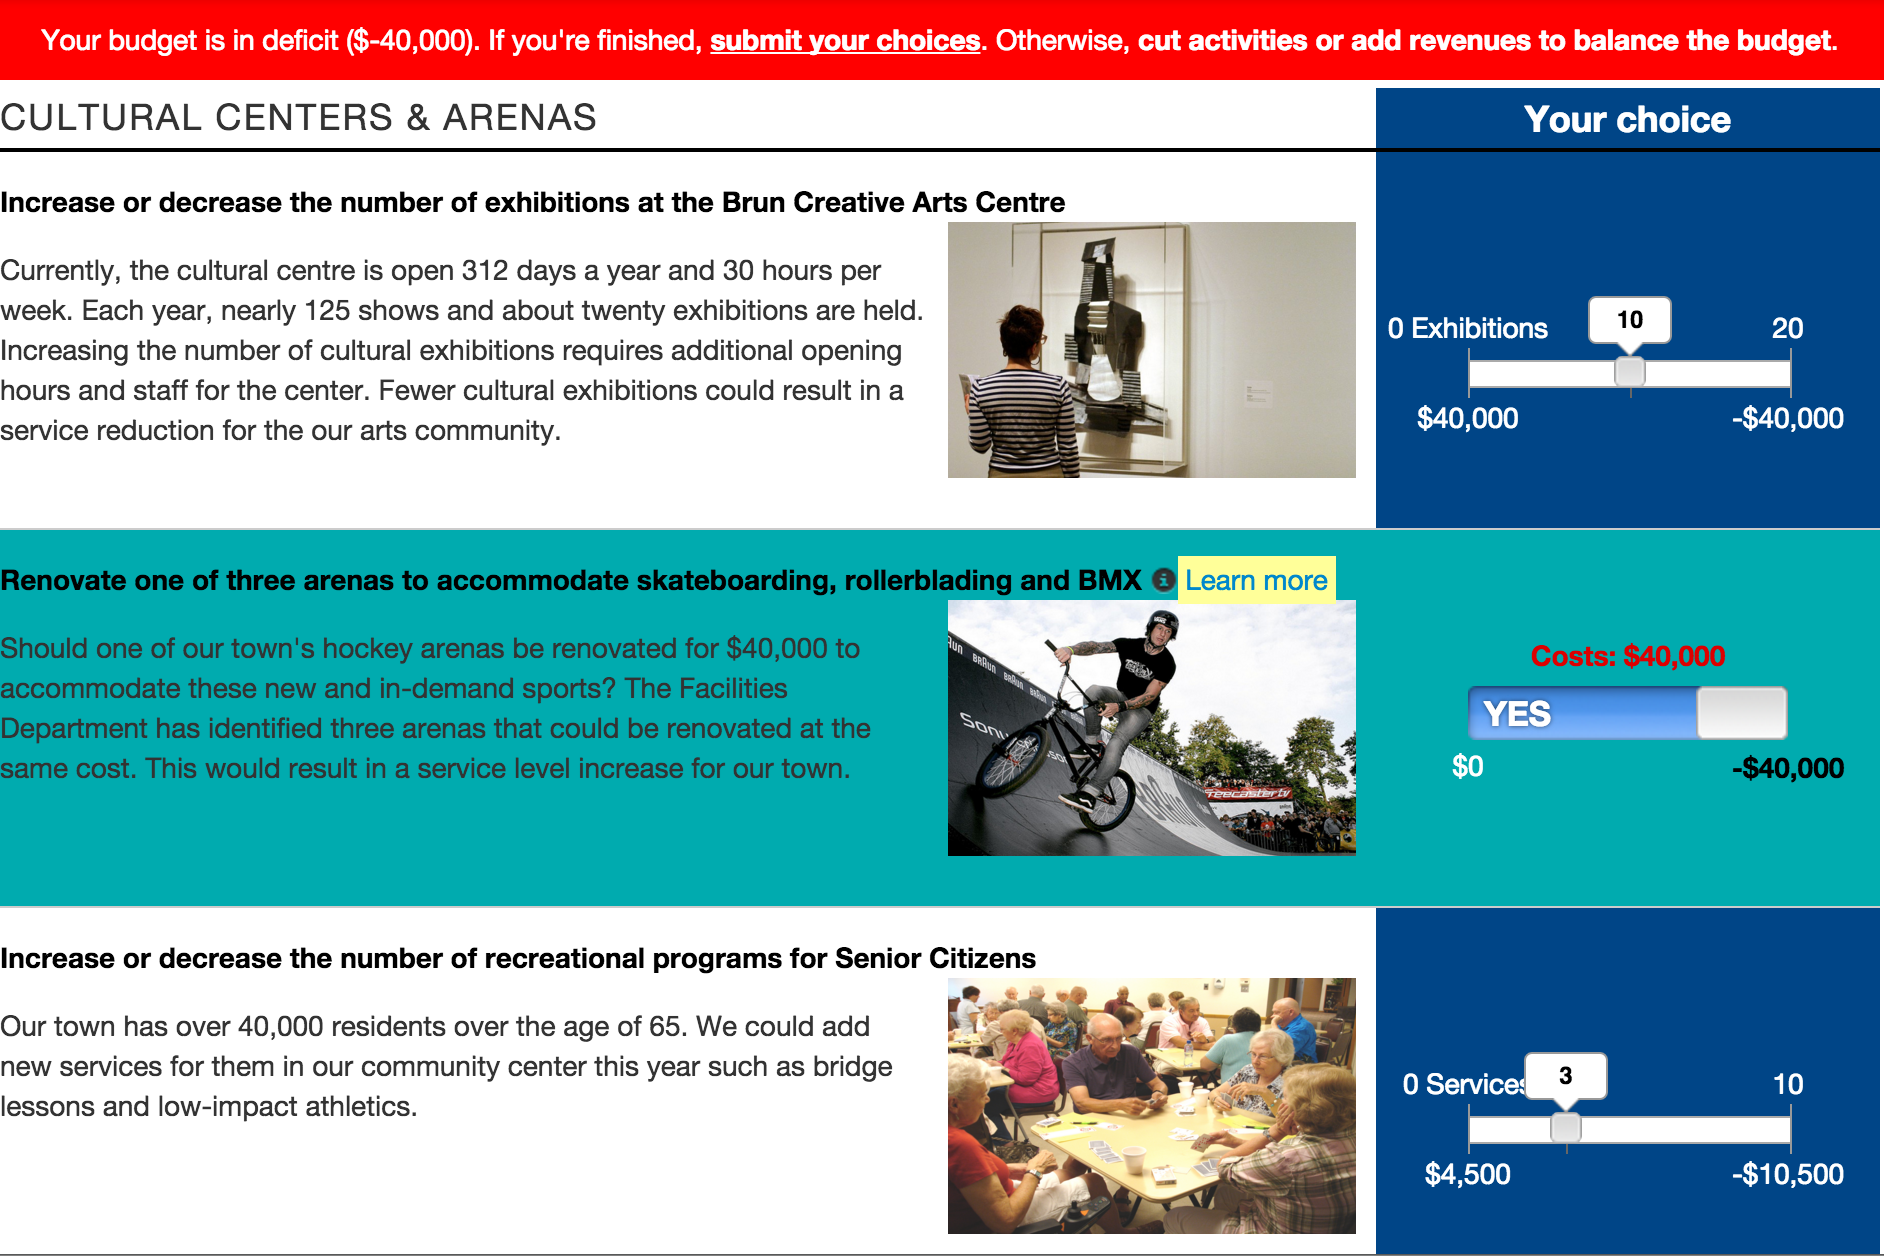 Your budget is in deficit ($-40,000). If you're finished, submit your choices. Otherwise, cut activities or add revenues to balance the budget.
CULTURAL CENTERS & ARENAS
Your choice
Increase or decrease the number of exhibitions at the Brun Creative Arts Centre
Currently, the cultural centre is open 312 days a year and 30 hours per
week. Each year, nearly 125 shows and about twenty exhibitions are held.
Increasing the number of cultural exhibitions requires additional opening
hours and staff for the center. Fewer cultural exhibitions could result in a
service reduction for the our arts community.
0 Exhibitions
10
20
$40,000
-$40,000
Renovate one of three arenas to accommodate skateboarding, rollerblading and BMX
Learn more
Should one of our town's hockey arenas be renovated for $40,000 to
accommodate these new and in-demand sports? The Facilities
Department has identified three arenas that could be renovated at the
same cost. This would result in a service level increase for our town.
BRAUN
BRAUN
BRAUN
freecaster.tv
Costs: $40,000
YES
$0
-$40,000
Increase or decrease the number of recreational programs for Senior Citizens
Our town has over 40,000 residents over the age of 65. We could add
new services for them in our community center this year such as bridge
lessons and low-impact athletics.
0 Services
3
10
$4,500
-$10,500